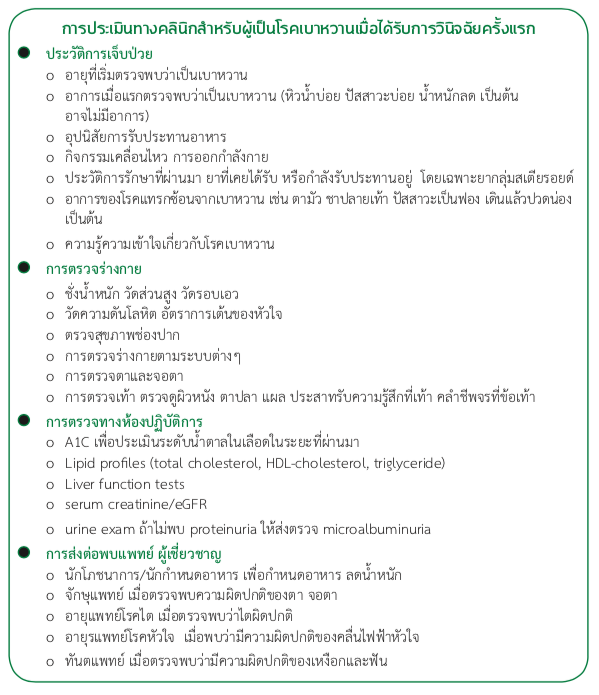 การประเมินทางคลินิกสำหรับผู้เป็นโรคเบาหวานเมื่อได้รับการวินิจฉัยครั้งแรก
● ประวัติการเจ็บป่วย
o อายุที่เริ่มตรวจพบว่าเป็นเบาหวาน
o อาการเมื่อแรกตรวจพบว่าเป็นเบาหวาน (หิวน้ำบ่อย ปัสสาวะบ่อย น้ำหนักลด เป็นต้น
อาจไม่มีอาการ)
o อุปนิสัยการรับประทานอาหาร
o กิจกรรมเคลื่อนไหว การออกกำลังกาย
o ประวัติการรักษาที่ผ่านมา ยาที่เคยได้รับ หรือกำลังรับประทานอยู่ โดยเฉพาะยากลุ่มสเตียรอยด์
o อาการของโรคแทรกซ้อนจากเบาหวาน เช่น ตามัว ชาปลายเท้า ปัสสาวะเป็นฟอง เดินแล้วปวดน่อง
เป็นต้น
o ความรู้ความเข้าใจเกี่ยวกับโรคเบาหวาน
● การตรวจร่างกาย
o ชั่งน้ำหนัก วัดส่วนสูง วัดรอบเอว
o วัดความดันโลหิต อัตราการเต้นของหัวใจ
o ตรวจสุขภาพช่องปาก
o การตรวจร่างกายตามระบบต่างๆ
o การตรวจตาและจอตา
o การตรวจเท้า ตรวจดูผิวหนัง ตาปลา แผล ประสาทรับความรู้สึกที่เท้า คลำชีพจรที่ข้อเท้า
● การตรวจทางห้องปฏิบัติการ
o A1C เพื่อประเมินระดับน้ำตาลในเลือดในระยะที่ผ่านมา
o Lipid profiles (total cholesterol, HDL-cholesterol, triglyceride)
o Liver function tests
o serum creatinine/eGFR
o urine exam ถ้าไม่พบ proteinuria ให้ส่งตรวจ microalbuminuria
● การส่งต่อพบแพทย์ ผู้เชี่ยวชาญ
o นักโภชนาการ/นักกำหนดอาหาร เพื่อกำหนดอาหาร ลดน้ำหนัก
o จักษุแพทย์ เมื่อตรวจพบความผิดปกติของตา จอตา
o อายุแพทย์โรคไต เมื่อตรวจพบว่าไตผิดปกติ
o อายุรแพทย์โรคหัวใจ เมื่อพบว่ามีความผิดปกติของคลื่นไฟฟ้าหัวใจ
o ทันตแพทย์ เมื่อตรวจพบว่ามีความผิดปกติของเหงือกและฟัน